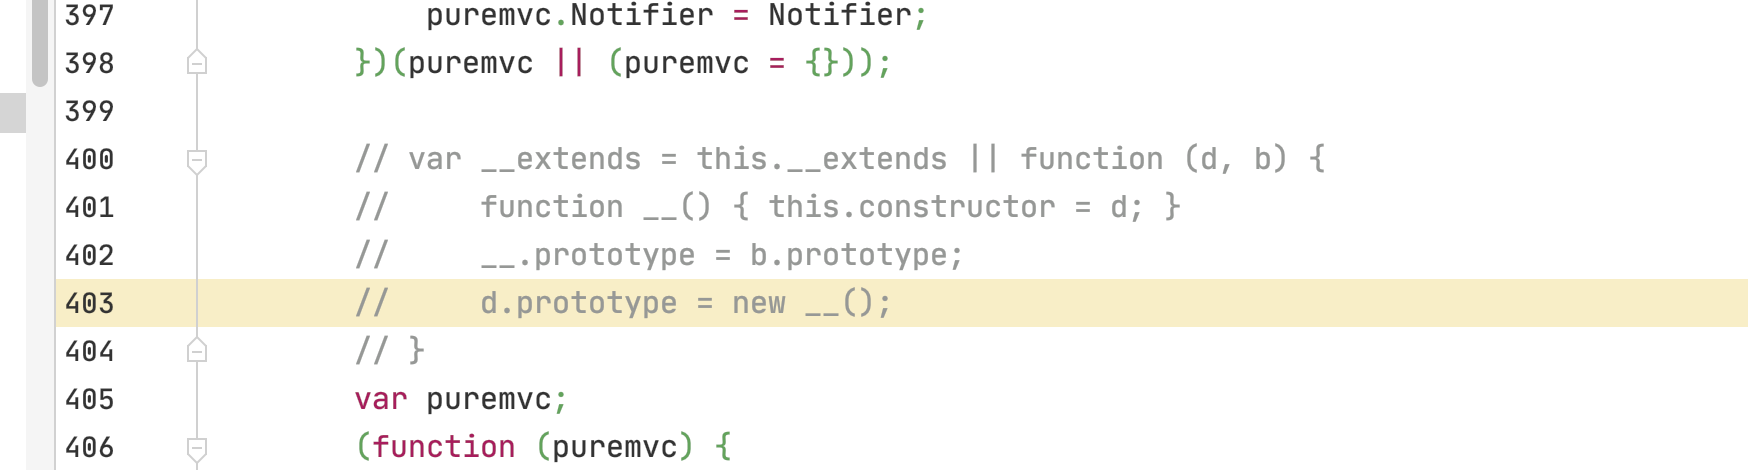 397 puremvc.Notifier = Notifier;
398 })(puremvc || (puremvc = {}));
399
400 // var __extends = this.__extends || function (d, b) {
401 //     function __() { this.constructor = d; }
402 //     __.prototype = b.prototype;
403 //     d.prototype = new __();
404 // }
405 var puremvc;
406 (function (puremvc) {